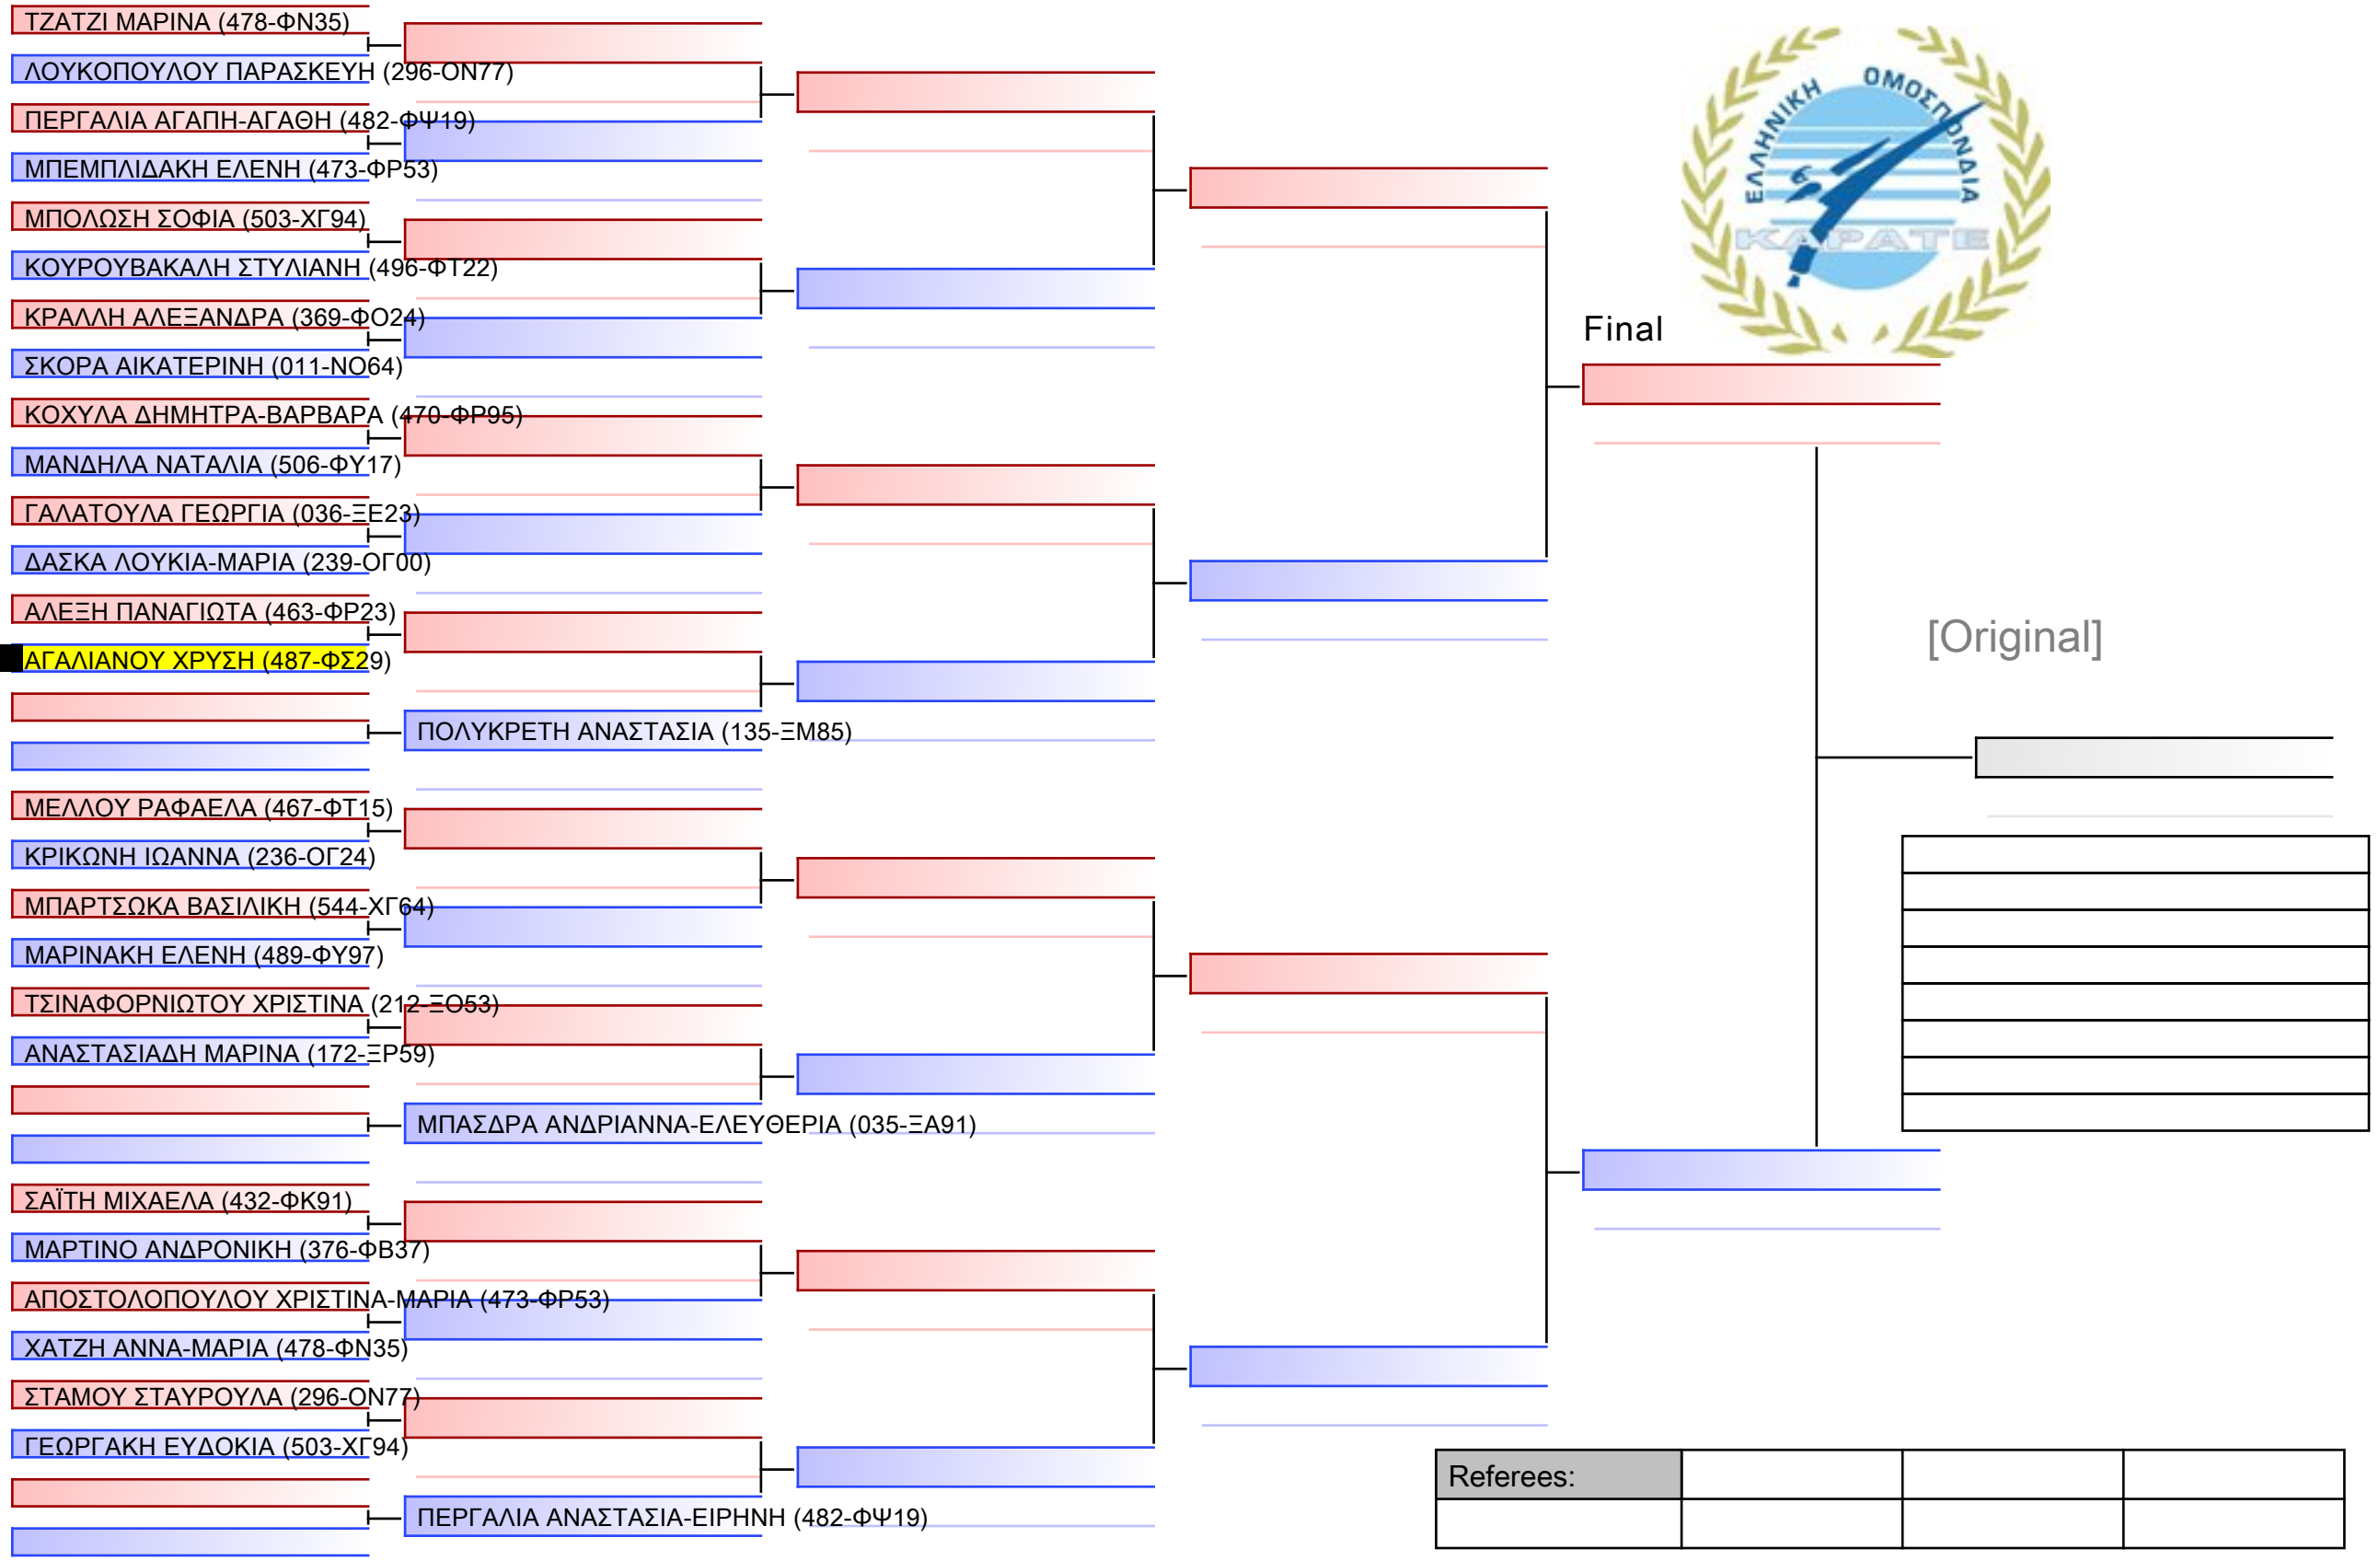 ΤΖΑΤΖΙ ΜΑΡΙΝΑ (478-ΦΝ35)
ΛΟΥΚΟΠΟΥΛΟΥ ΠΑΡΑΣΚΕΥΗ (296-ΟΝ77)
ΠΕΡΓΑΛΙΑ ΑΓΑΠΗ-ΑΓΑΘΗ (482-ΦΨ19)
ΜΠΕΜΠΛΙΔΑΚΗ ΕΛΕΝΗ (473-ΦΡ53)
ΜΠΟΛΩΣΗ ΣΟΦΙΑ (503-ΧΓ94)
ΚΟΥΡΟΥΒΑΚΑΛΗ ΣΤΥΛΙΑΝΗ (496-ΦΤ22)
ΚΡΑΛΛΗ ΑΛΕΞΑΝΔΡΑ (369-ΦΟ24)
ΣΚΟΡΑ ΑΙΚΑΤΕΡΙΝΗ (011-ΝΟ64)
ΚΟΧΥΛΑ ΔΗΜΗΤΡΑ-ΒΑΡΒΑΡΑ (470-ΦΡ95)
ΜΑΝΔΗΛΑ ΝΑΤΑΛΙΑ (506-ΦΥ17)
ΓΑΛΑΤΟΥΛΑ ΓΕΩΡΓΙΑ (036-ΞΕ23)
ΔΑΣΚΑ ΛΟΥΚΙΑ-ΜΑΡΙΑ (239-ΟΓ00)
ΑΛΕΞΗ ΠΑΝΑΓΙΩΤΑ (463-ΦΡ23)
ΑΓΑΛΙΑΝΟΥ ΧΡΥΣΗ (487-ΦΣ29)
ΠΟΛΥΚΡΕΤΗ ΑΝΑΣΤΑΣΙΑ (135-ΞΜ85)
ΜΕΛΛΟΥ ΡΑΦΑΕΛΑ (467-ΦΤ15)
ΚΡΙΚΩΝΗ ΙΩΑΝΝΑ (236-ΟΓ24)
ΜΠΑΡΤΣΩΚΑ ΒΑΣΙΛΙΚΗ (544-ΧΓ64)
ΜΑΡΙΝΑΚΗ ΕΛΕΝΗ (489-ΦΥ97)
ΤΣΙΝΑΦΟΡΝΙΩΤΟΥ ΧΡΙΣΤΙΝΑ (212-ΞΟ53)
ΑΝΑΣΤΑΣΙΑΔΗ ΜΑΡΙΝΑ (172-ΞΡ59)
ΜΠΑΣΔΡΑ ΑΝΔΡΙΑΝΝΑ-ΕΛΕΥΘΕΡΙΑ (035-ΞΑ91)
ΣΑΪΤΗ ΜΙΧΑΕΛΑ (432-ΦΚ91)
ΜΑΡΤΙΝΟ ΑΝΔΡΟΝΙΚΗ (376-ΦΒ37)
ΑΠΟΣΤΟΛΟΠΟΥΛΟΥ ΧΡΙΣΤΙΝΑ-ΜΑΡΙΑ (473-ΦΡ53)
ΧΑΤΖΗ ΑΝΝΑ-ΜΑΡΙΑ (478-ΦΝ35)
ΣΤΑΜΟΥ ΣΤΑΥΡΟΥΛΑ (296-ΟΝ77)
ΓΕΩΡΓΑΚΗ ΕΥΔΟΚΙΑ (503-ΧΓ94)
ΠΕΡΓΑΛΙΑ ΑΝΑΣΤΑΣΙΑ-ΕΙΡΗΝΗ (482-ΦΨ19)
ΕΛΛΗΝΙΚΗ ΟΜΟΣΠΟΝΔΙΑ
ΚΑΡΑΤΕ
Final
[Original]
Referees: